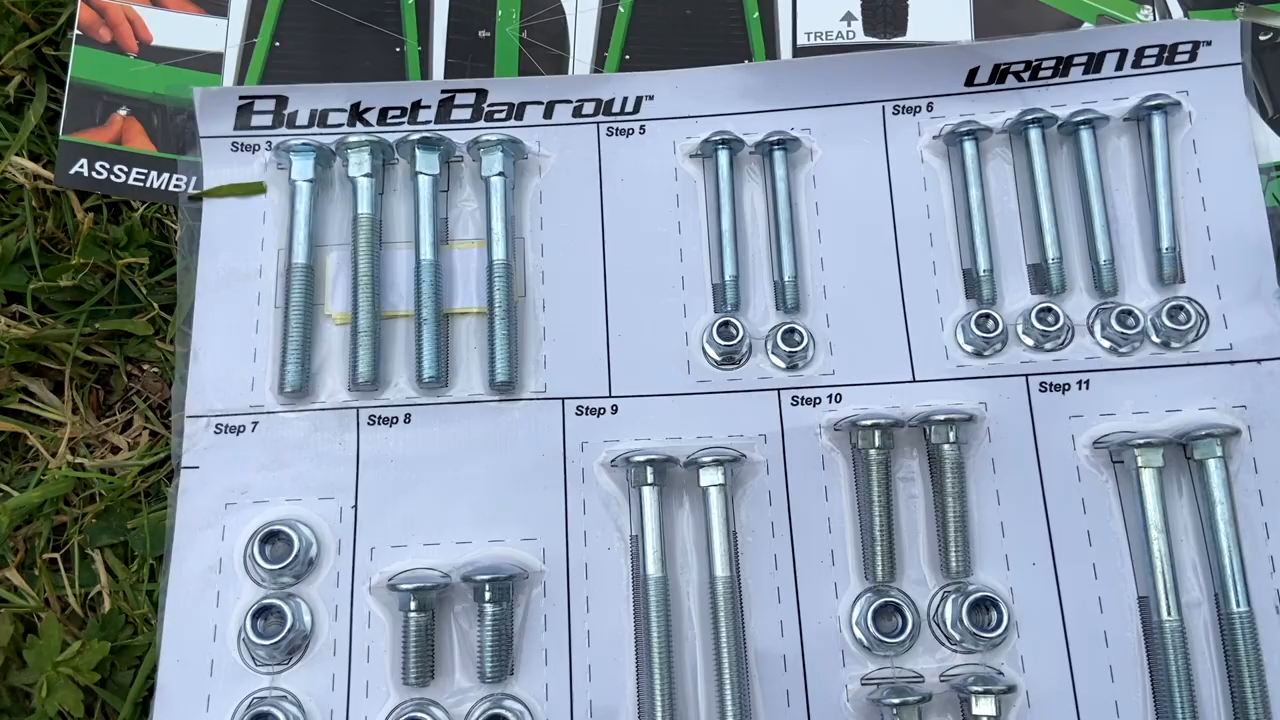 TREAD
ASSEMBL
BucketBarrow™
URBAN 88™
Step 3
Step 5
Step 6
Step 7
Step 8
Step 9
Step 10
Step 11